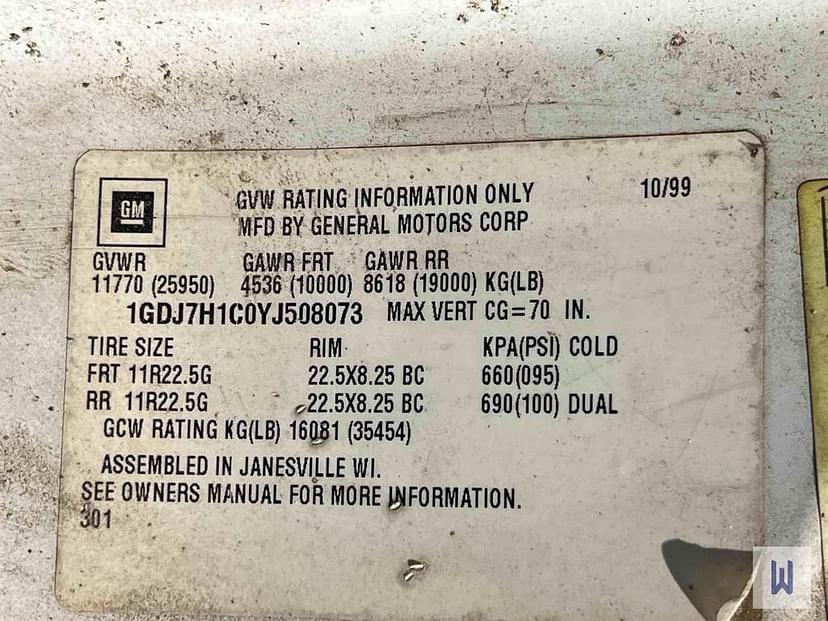 GM
GVW RATING INFORMATION ONLY 10/99
MFD BY GENERAL MOTORS CORP
GVWR GAWR FRT GAWR RR
11770 (25950) 4536 (10000) 8618 (19000) KG(LB)
1GDJ7H1C0YJ508073 MAX VERT CG=70 IN.
TIRE SIZE RIM KPA(PSI) COLD
FRT 11R22.5G 22.5X8.25 BC 660(095)
RR 11R22.5G 22.5X8.25 BC 690(100) DUAL
GCW RATING KG(LB) 16081 (35454)
ASSEMBLED IN JANESVILLE WI.
SEE OWNERS MANUAL FOR MORE INFORMATION.
301
W